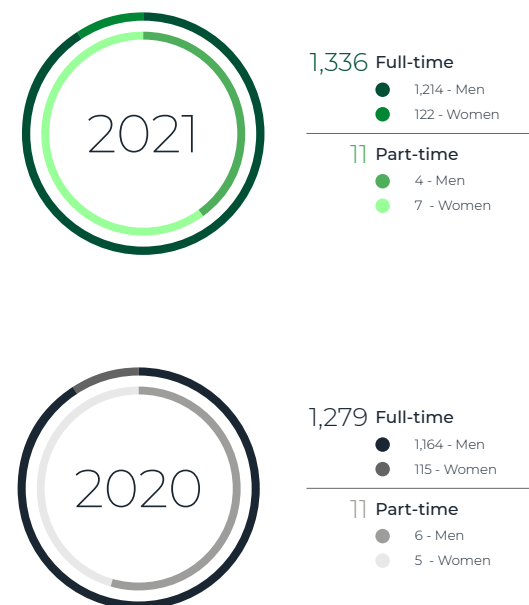 2021
1,336 Full-time
1,214 - Men
122 - Women
11 Part-time
4 - Men
7 - Women
2020
1,279 Full-time
1,164 - Men
115 - Women
11 Part-time
6 - Men
5 - Women